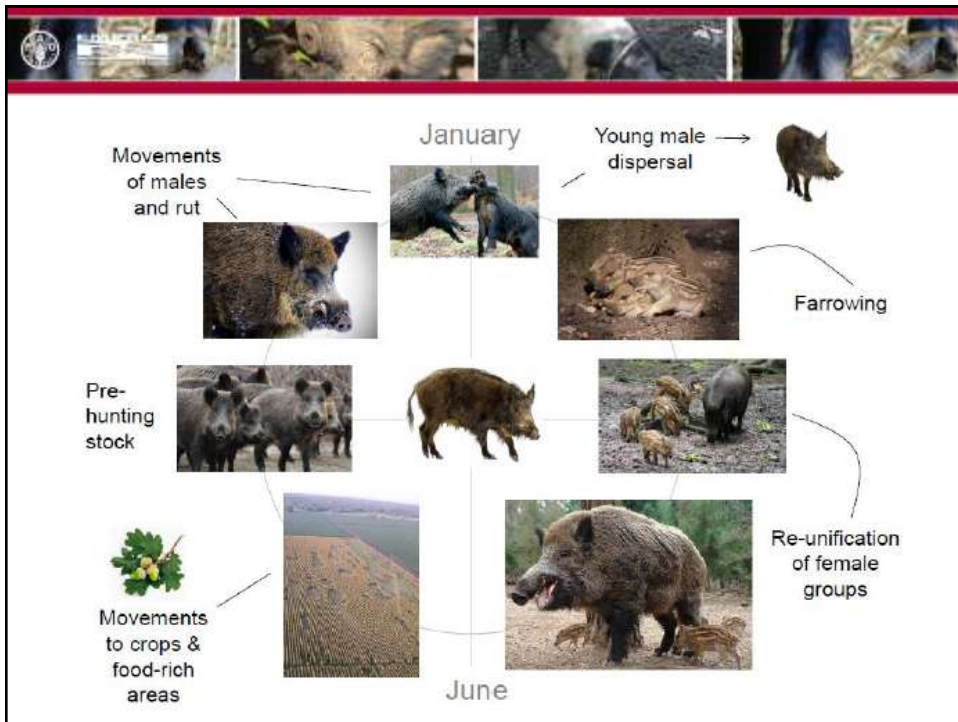 January
Young male
dispersal
Movements
of males
and rut
Farrowing
Pre-
hunting
stock
Re-unification
of female
groups
Movements
to crops &
food-rich
areas
June